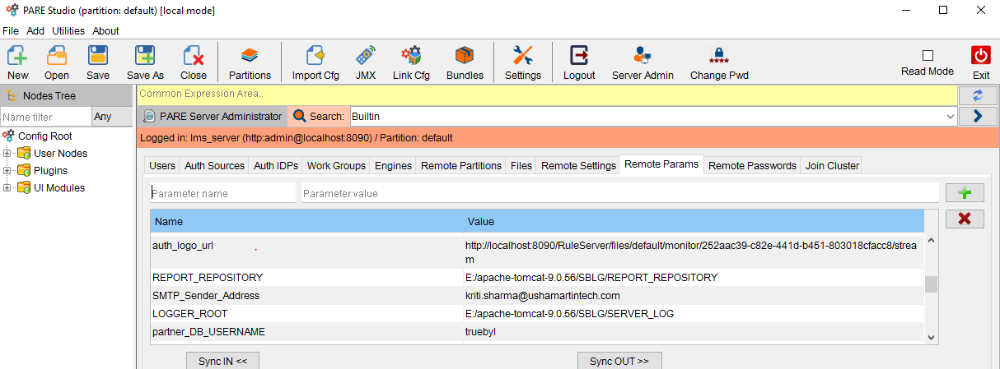 PARE Studio (partition: default) [local mode]
File Add Utilities About
New Open Save Save As Close Partitions Import Cfg JMX Link Cfg Bundles Settings Logout Server Admin Change Pwd Read Mode Exit
Nodes Tree
Common Expression Area..
Name filter Any
PARE Server Administrator Search: Builtin
Config Root
Logged in: lms_server (http:admin@localhost:8090) / Partition: default
User Nodes
Plugins
UI Modules
Users Auth Sources Auth IDPs Work Groups Engines Remote Partitions Files Remote Settings Remote Params Remote Passwords Join Cluster
Parameter name Parameter value
Name Value
auth_logo_url http://localhost:8090/RuleServer/files/default/monitor/252aac39-c82e-441d-b451-803018cfacc8/strea
m
REPORT_REPOSITORY E:/apache-tomcat-9.0.56/SBLG/REPORT_REPOSITORY
SMTP_Sender_Address kriti.sharma@ushamartintech.com
LOGGER_ROOT E:/apache-tomcat-9.0.56/SBLG/SERVER_LOG
partner_DB_USERNAME truebyl
Sync IN << Sync OUT >>